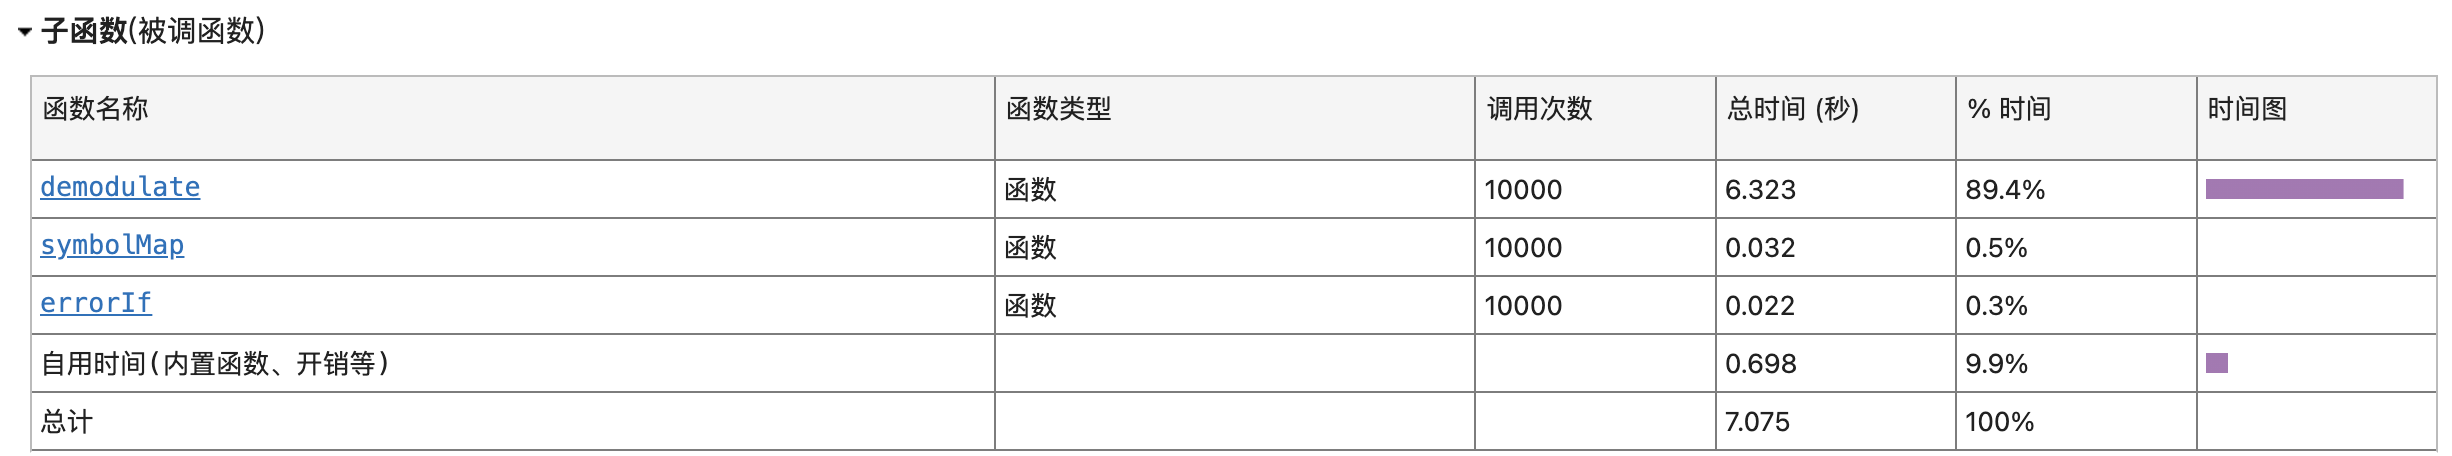 子函数(被调函数)
函数名称 函数类型 调用次数 总时间 (秒) % 时间 时间图
demodulate 函数 10000 6.323 89.4%
symbolMap 函数 10000 0.032 0.5%
errorIf 函数 10000 0.022 0.3%
自用时间(内置函数、开销等) 0.698 9.9%
总计 7.075 100%